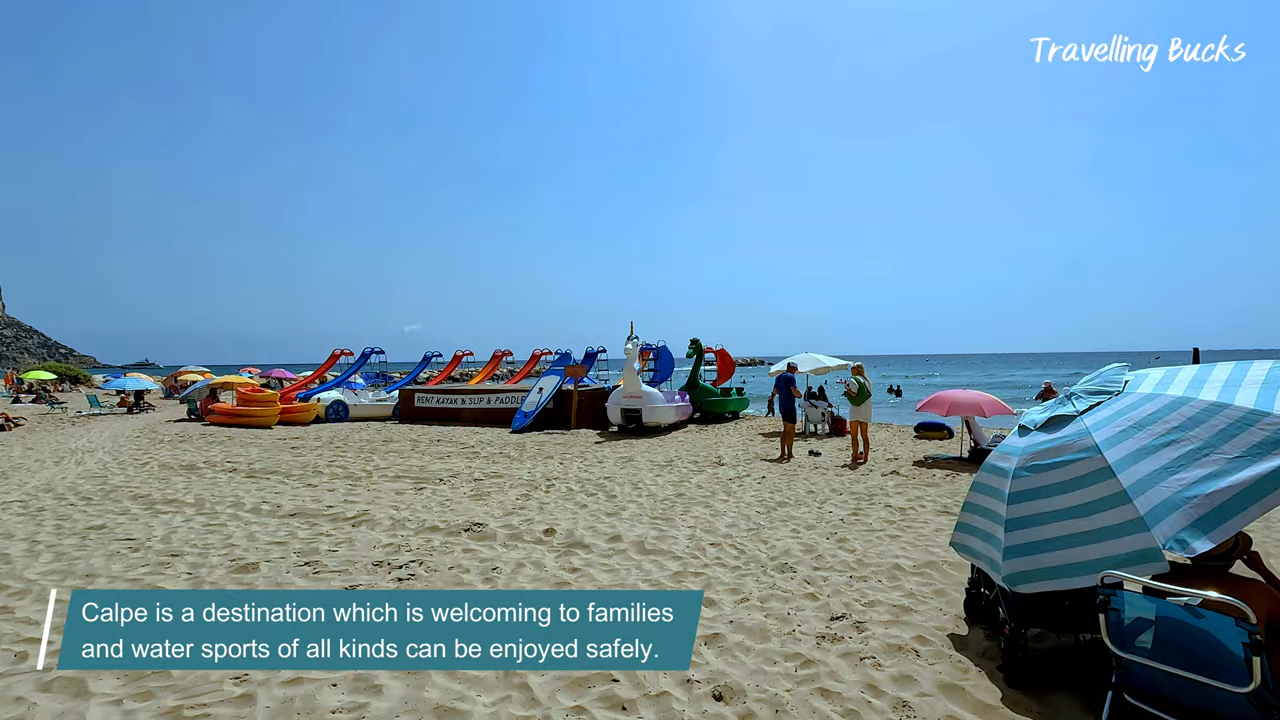 Travelling Bucks
RENT KAYAK & SUP & PADDLE
Calpe is a destination which is welcoming to families
and water sports of all kinds can be enjoyed safely.